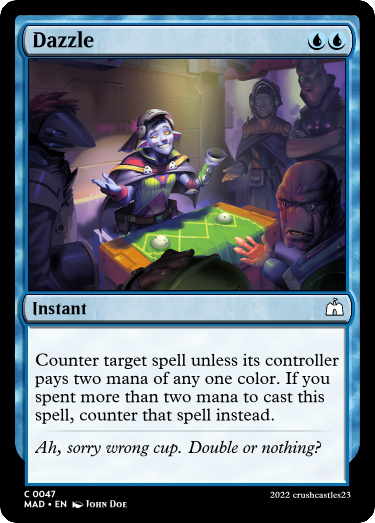 Dazzle
Instant
Counter target spell unless its controller
pays two mana of any one color. If you
spent more than two mana to cast this
spell, counter that spell instead.
Ah, sorry wrong cup. Double or nothing?
C 0047
MAD • EN John Doe
2022 crushcastles23